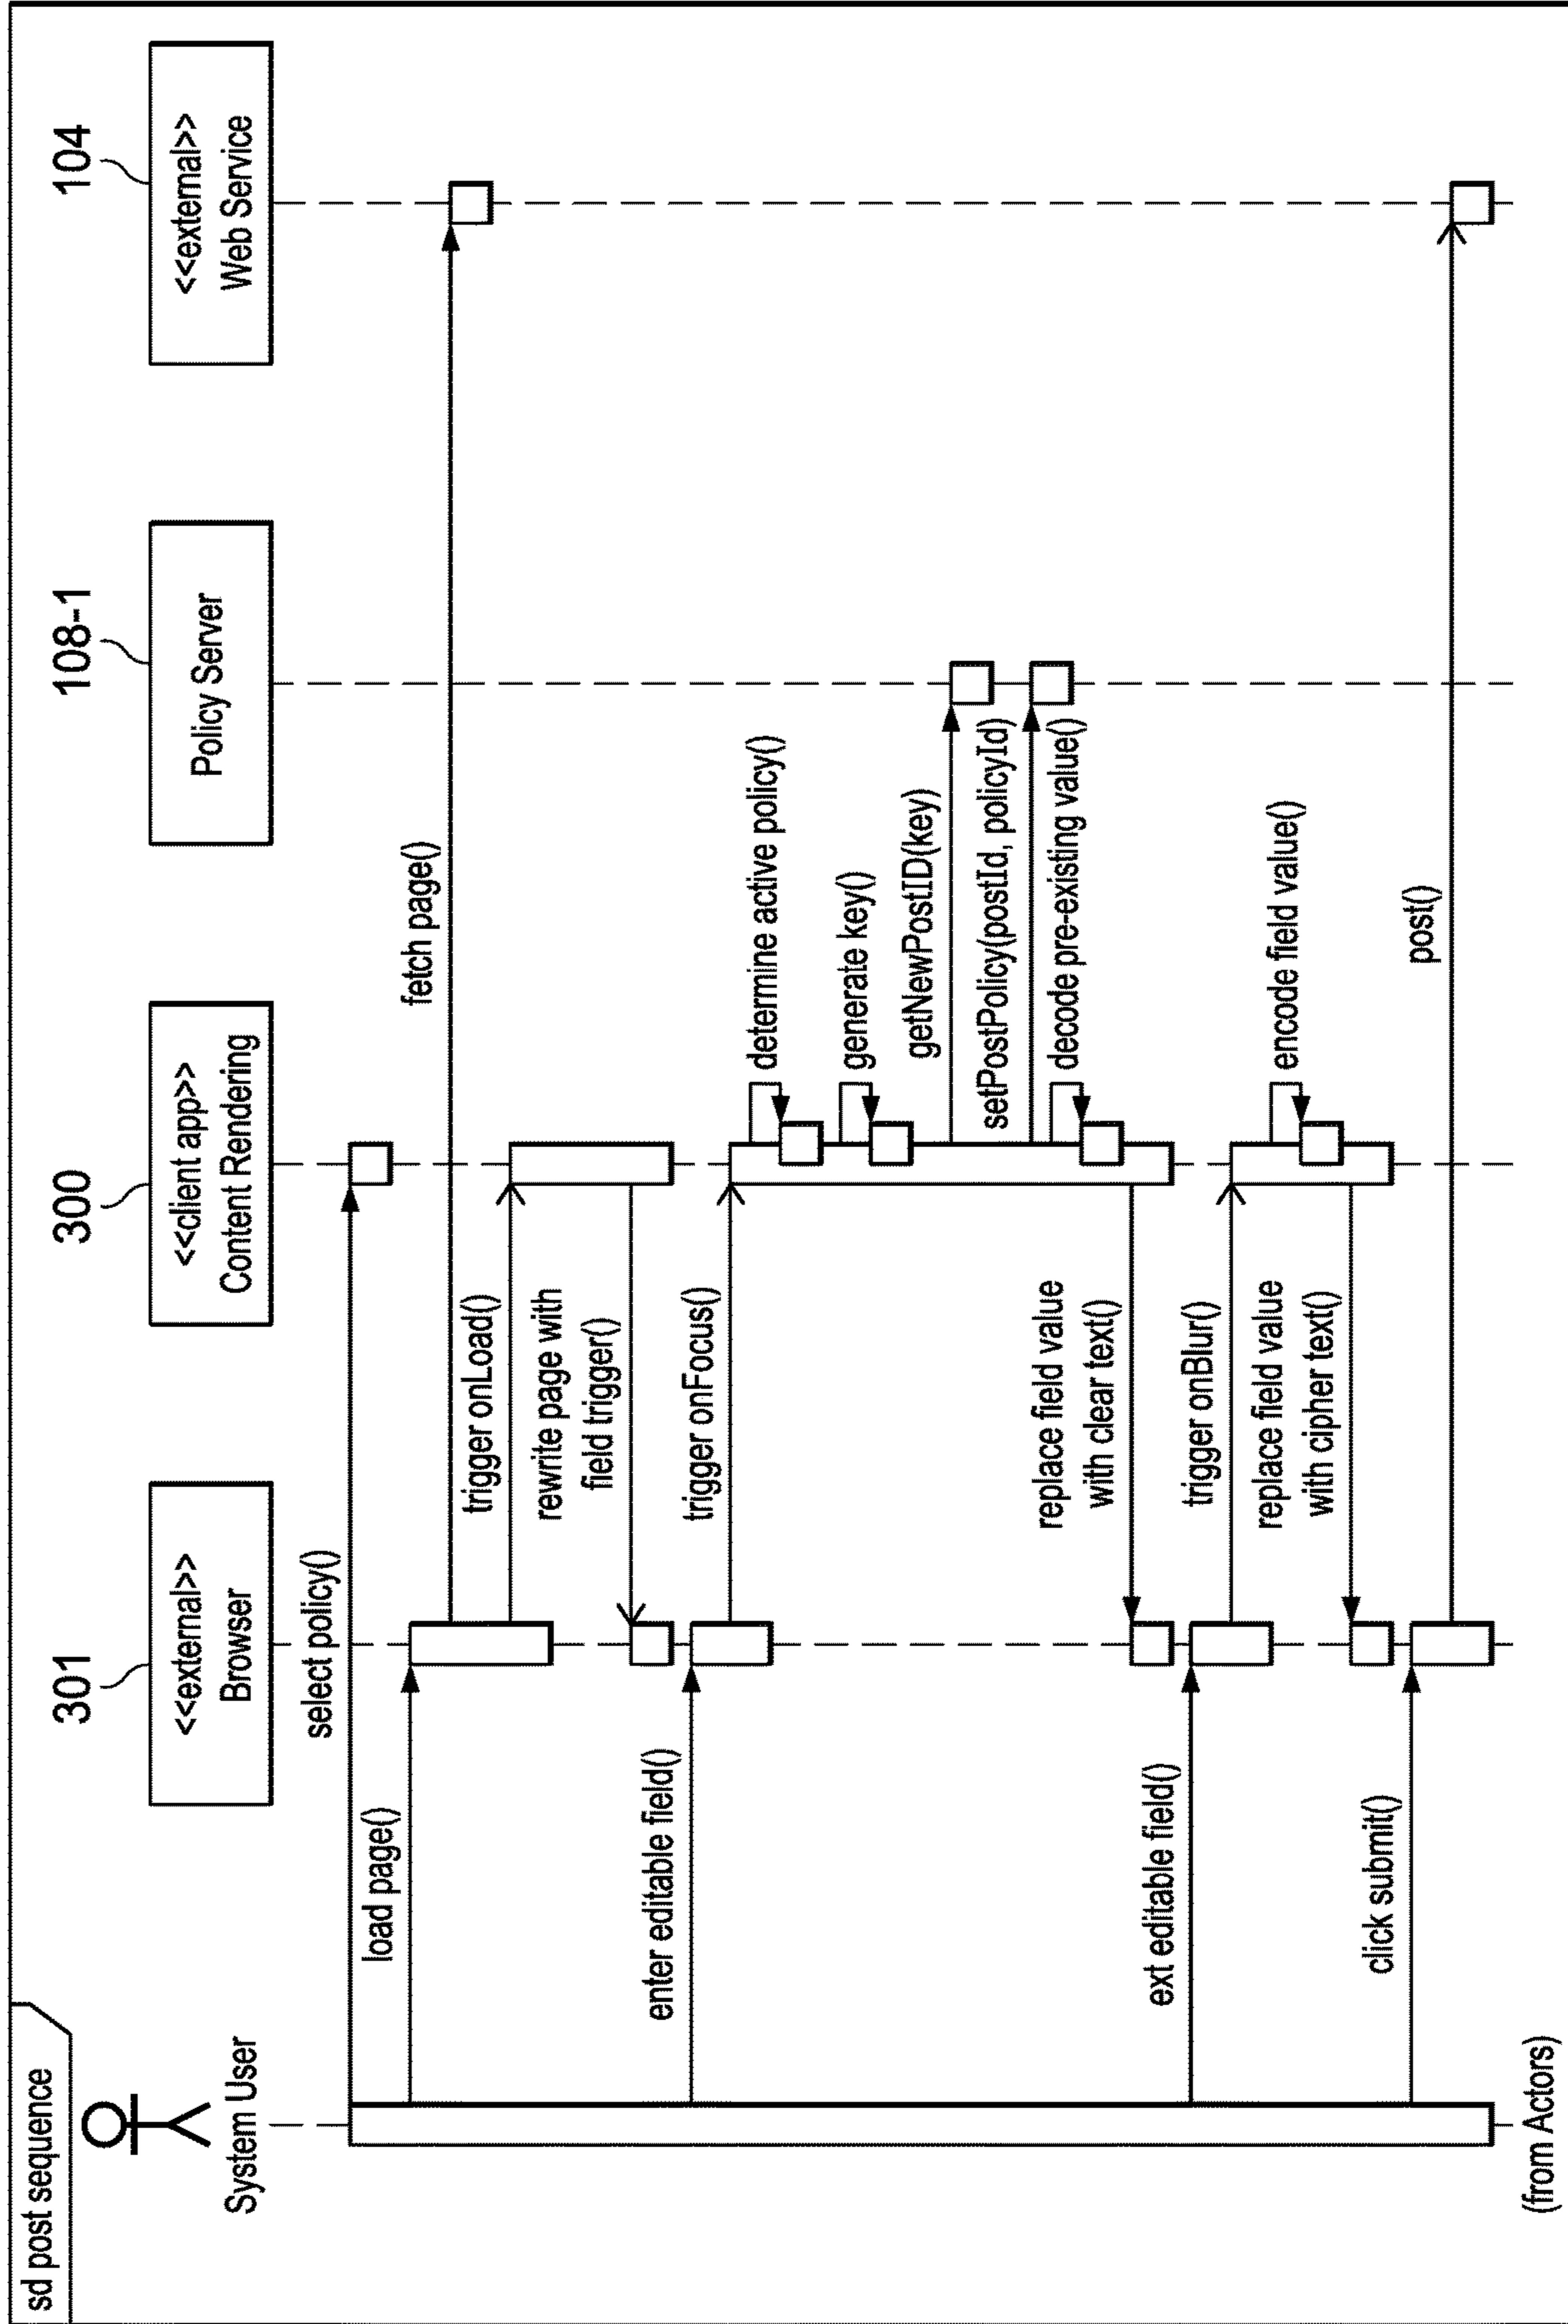 sd post sequence
System User
301
<<external>>
Browser
300
<<client app>>
Content Rendering
108-1
Policy Server
104
<<external>>
Web Service
select policy()
load page()
fetch page()
trigger onLoad()
rewrite page with
field trigger()
enter editable field()
trigger onFocus()
determine active policy()
generate key()
getNewPostID(key)
setPostPolicy(postId, policyId)
decode pre-existing value()
replace field value
with clear text()
ext editable field()
trigger onBlur()
encode field value()
replace field value
with cipher text()
click submit()
post()
(from Actors)